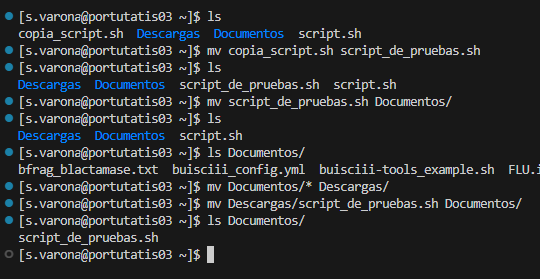 [s.varona@portutatis03 ~]$ ls
copia_script.sh Descargas Documentos script.sh
[s.varona@portutatis03 ~]$ mv copia_script.sh script_de_pruebas.sh
[s.varona@portutatis03 ~]$ ls
Descargas Documentos script_de_pruebas.sh script.sh
[s.varona@portutatis03 ~]$ mv script_de_pruebas.sh Documentos/
[s.varona@portutatis03 ~]$ ls
Descargas Documentos script.sh
[s.varona@portutatis03 ~]$ ls Documentos/
bfrag_blactamase.txt buisciii_config.yml buisciii-tools_example.sh FLU.i
[s.varona@portutatis03 ~]$ mv Documentos/* Descargas/
[s.varona@portutatis03 ~]$ mv Descargas/script_de_pruebas.sh Documentos/
[s.varona@portutatis03 ~]$ ls Documentos/
script_de_pruebas.sh
[s.varona@portutatis03 ~]$